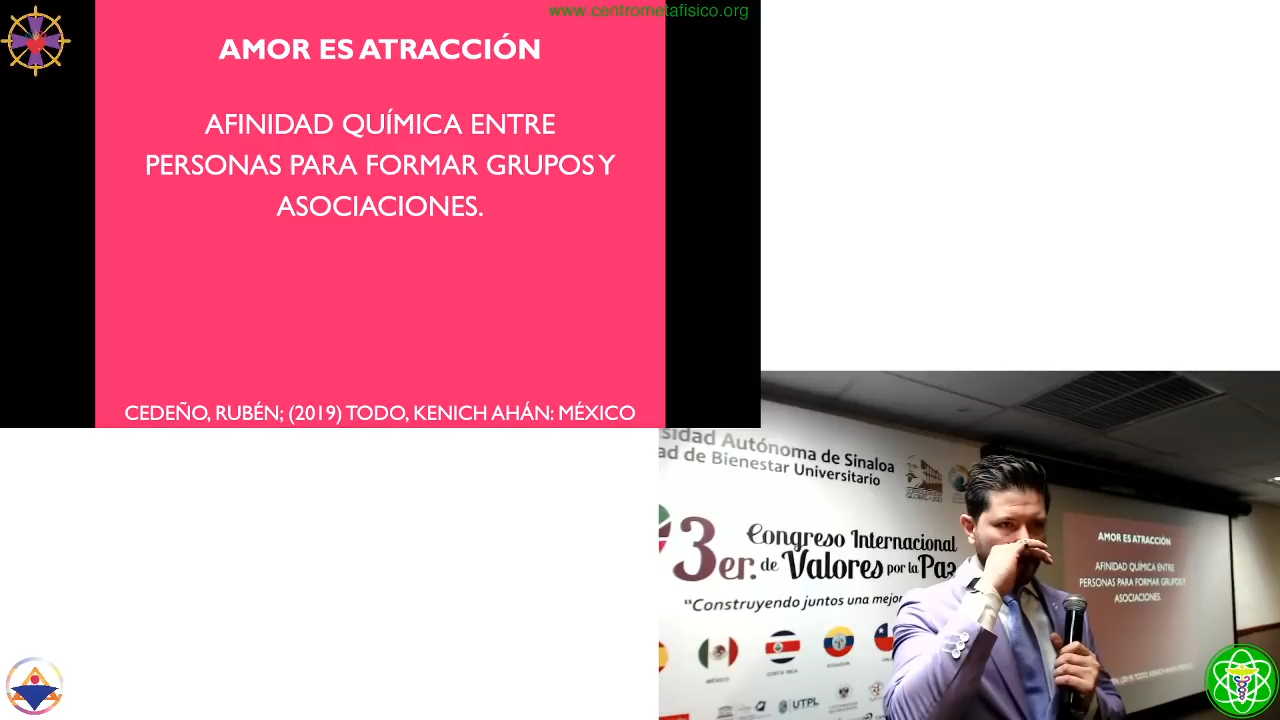 www.centrometafisico.org
AMOR ES ATRACCIÓN
AFINIDAD QUÍMICA ENTRE
PERSONAS PARA FORMAR GRUPOS Y
ASOCIACIONES.
CEDEÑO, RUBÉN; (2019) TODO, KENICH AHÁN: MÉXICO
sidad Autónoma de Sinaloa
ad de Bienestar Universitario
3er. Congreso Internacional
de Valores por la Paz
"Construyendo juntos una mejor
MÉXICO
COSTA RICA
ECUADOR
UTPL
AMOR ES ATRACCIÓN
AFINIDAD QUÍMICA ENTRE
PERSONAS PARA FORMAR GRUPOS Y
ASOCIACIONES.